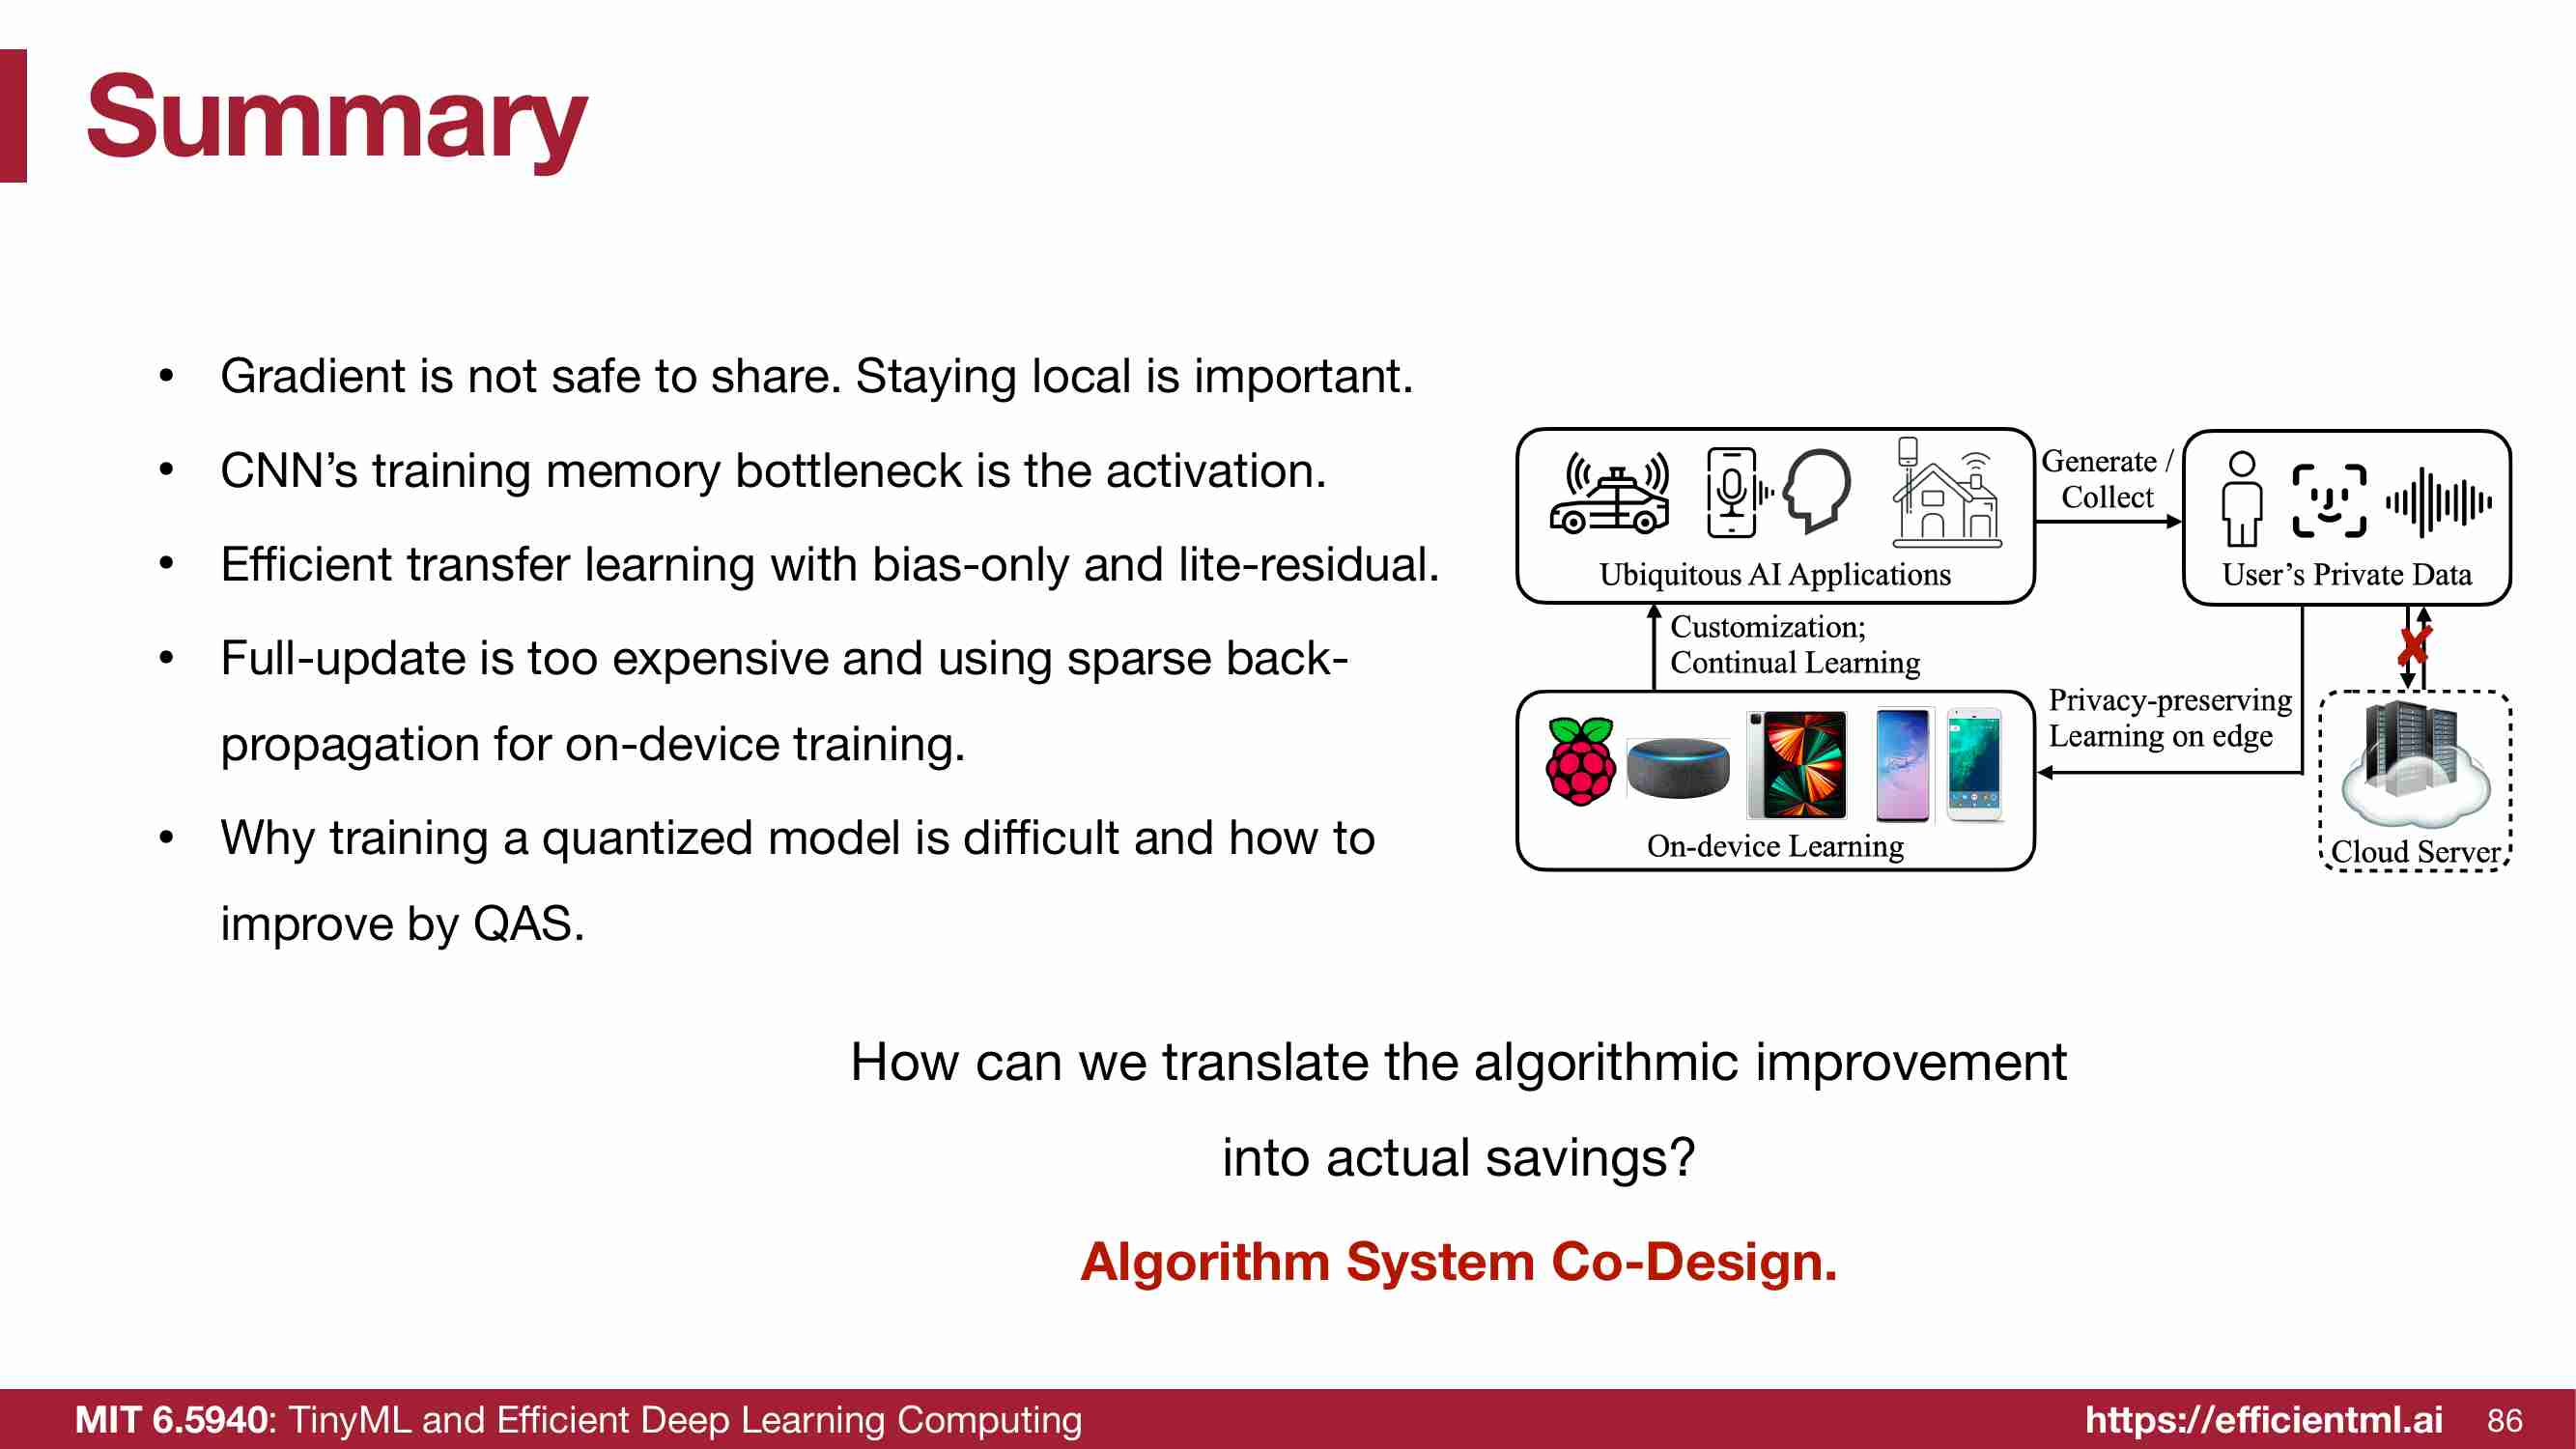 Summary
• Gradient is not safe to share. Staying local is important.
• CNN’s training memory bottleneck is the activation.
• Efficient transfer learning with bias-only and lite-residual.
• Full-update is too expensive and using sparse back-
propagation for on-device training.
• Why training a quantized model is difficult and how to
improve by QAS.
Ubiquitous AI Applications
Generate /
Collect
User’s Private Data
Customization;
Continual Learning
Privacy-preserving
Learning on edge
On-device Learning
Cloud Server
How can we translate the algorithmic improvement
into actual savings?
Algorithm System Co-Design.
MIT 6.5940: TinyML and Efficient Deep Learning Computing
https://efficientml.ai
86